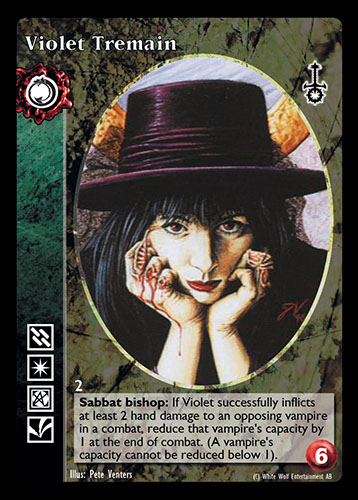 Violet Tremain
2
Sabbat bishop: If Violet successfully inflicts
at least 2 hand damage to an opposing vampire
in a combat, reduce that vampire's capacity by
1 at the end of combat. (A vampire's
capacity cannot be reduced below 1).
6
Illus: Pete Venters
(C) White Wolf Entertainment AB